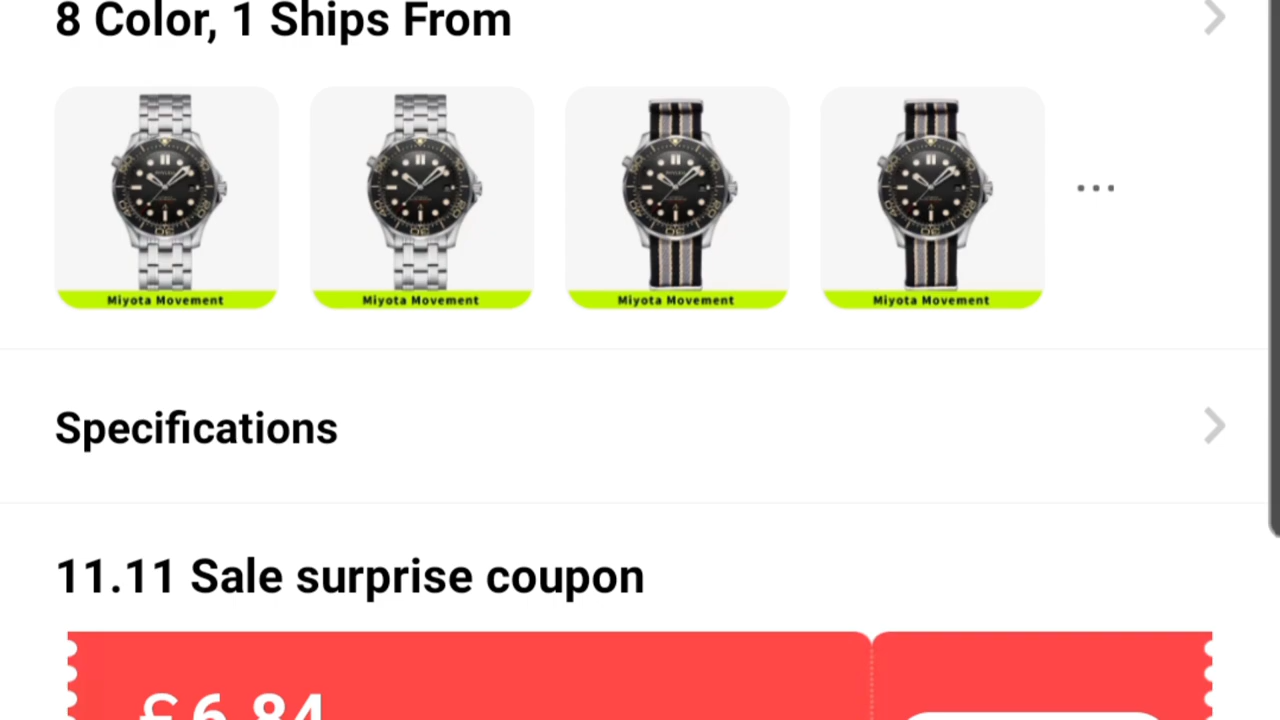 8 Color, 1 Ships From
Miyota Movement
Miyota Movement
Miyota Movement
Miyota Movement
...
Specifications
11.11 Sale surprise coupon
£6.84